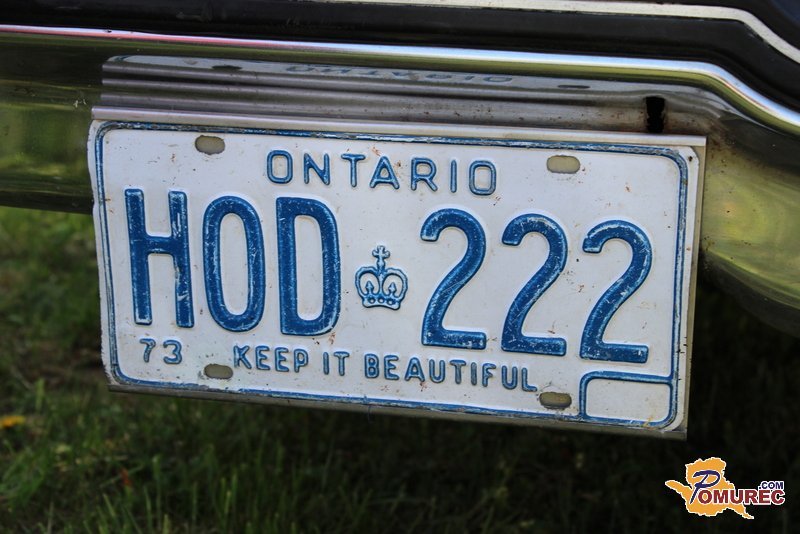 ONTARIO
HOD 222
73 KEEP IT BEAUTIFUL
POMUREC.COM